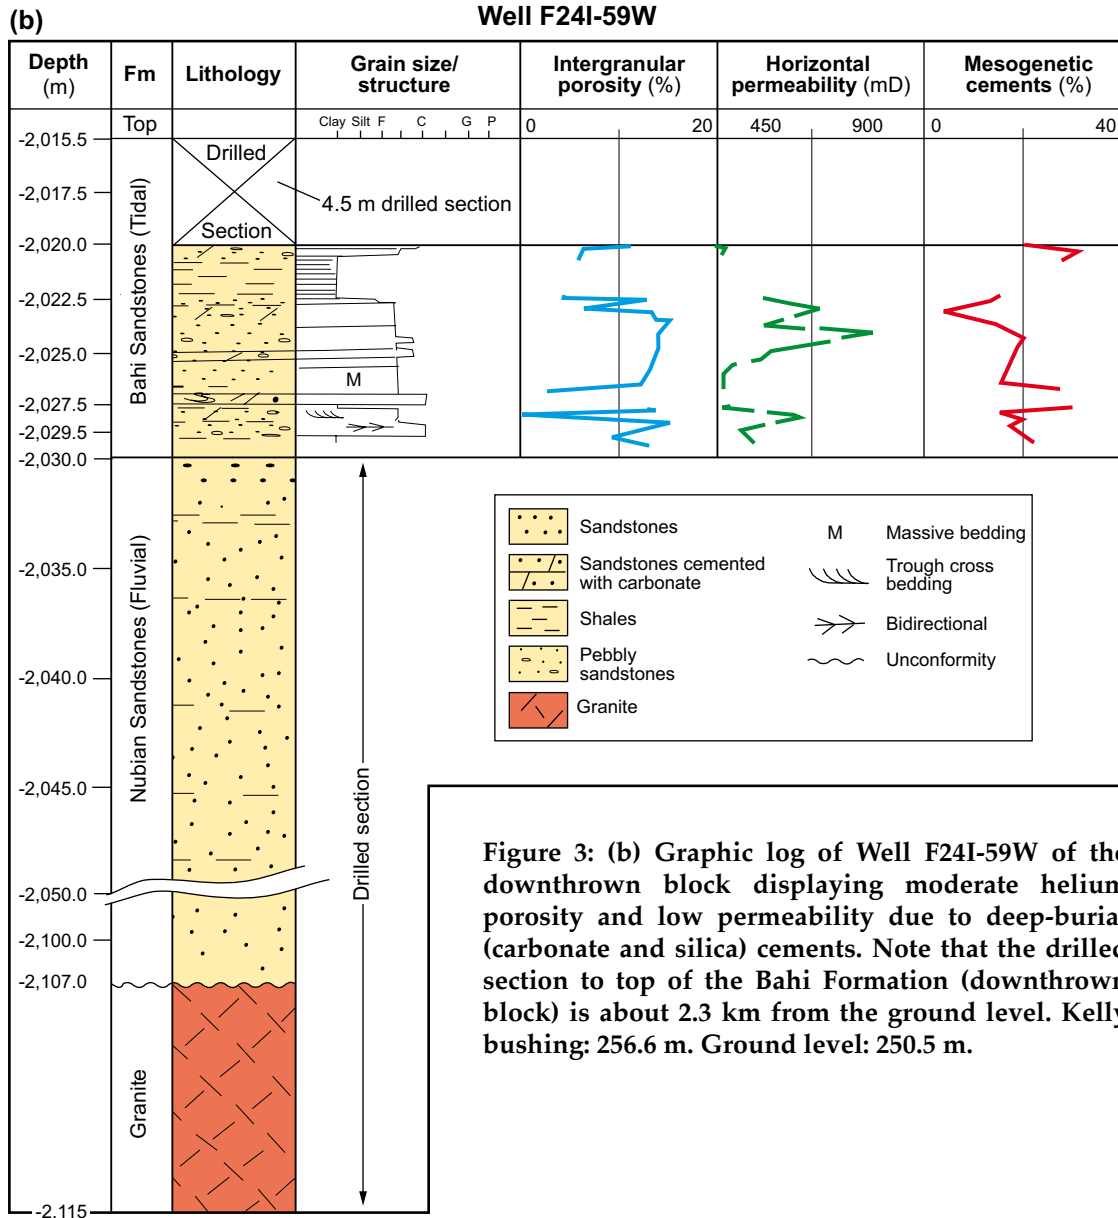 (b)
Well F24I-59W
Depth (m)
Fm
Lithology
Grain size/ structure
Intergranular porosity (%)
Horizontal permeability (mD)
Mesogenetic cements (%)
Top
Clay Silt F C G P
0 20
450 900
0 40
-2,015.5
-2,017.5
-2,020.0
-2,022.5
-2,025.0
-2,027.5
-2,029.5
-2,030.0
-2,035.0
-2,040.0
-2,045.0
-2,050.0
-2,100.0
-2,107.0
-2,115
Bahi Sandstones (Tidal)
Nubian Sandstones (Fluvial)
Granite
Drilled
Section
4.5 m drilled section
M
Drilled section
Sandstones
Sandstones cemented
with carbonate
Shales
Pebbly
sandstones
Granite
M Massive bedding
Trough cross
bedding
Bidirectional
Unconformity
Figure 3: (b) Graphic log of Well F24I-59W of the
downthrown block displaying moderate helium
porosity and low permeability due to deep-buria
(carbonate and silica) cements. Note that the drilled
section to top of the Bahi Formation (downthrown
block) is about 2.3 km from the ground level. Kelly
bushing: 256.6 m. Ground level: 250.5 m.